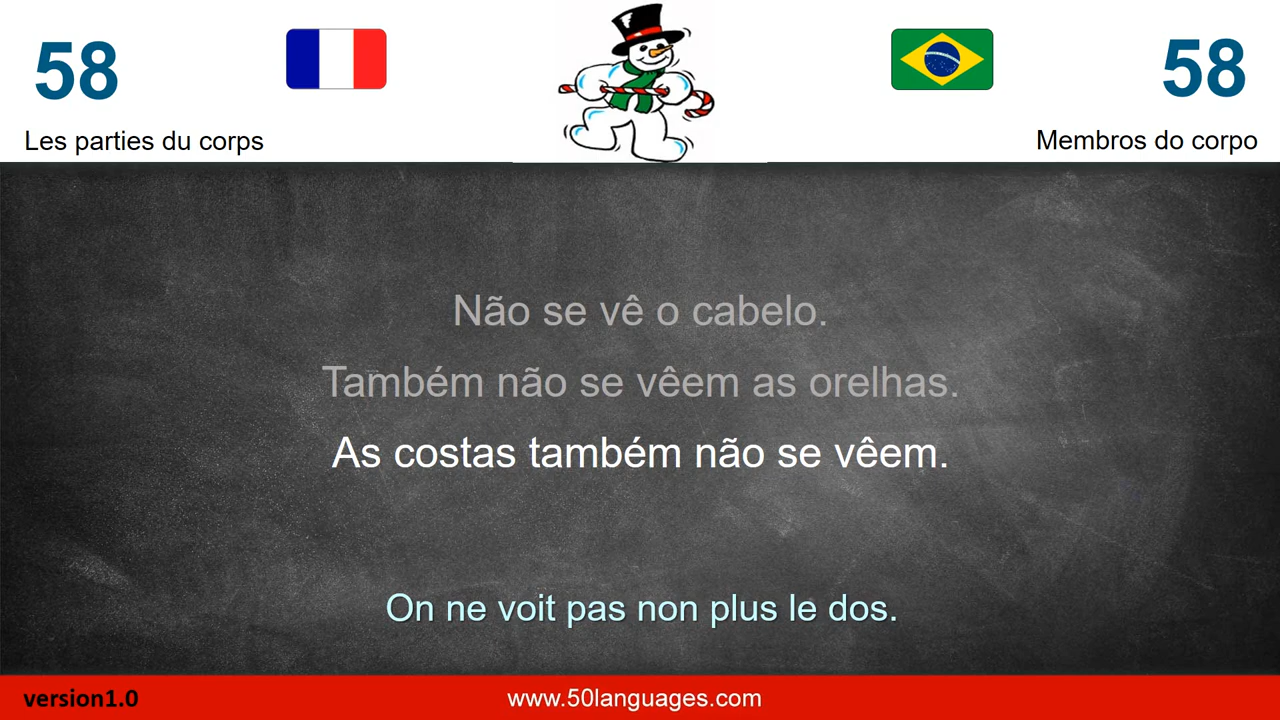 58
58
Les parties du corps
Membros do corpo
Não se vê o cabelo.
Também não se vêem as orelhas.
As costas também não se vêem.
On ne voit pas non plus le dos.
version1.0
www.50languages.com